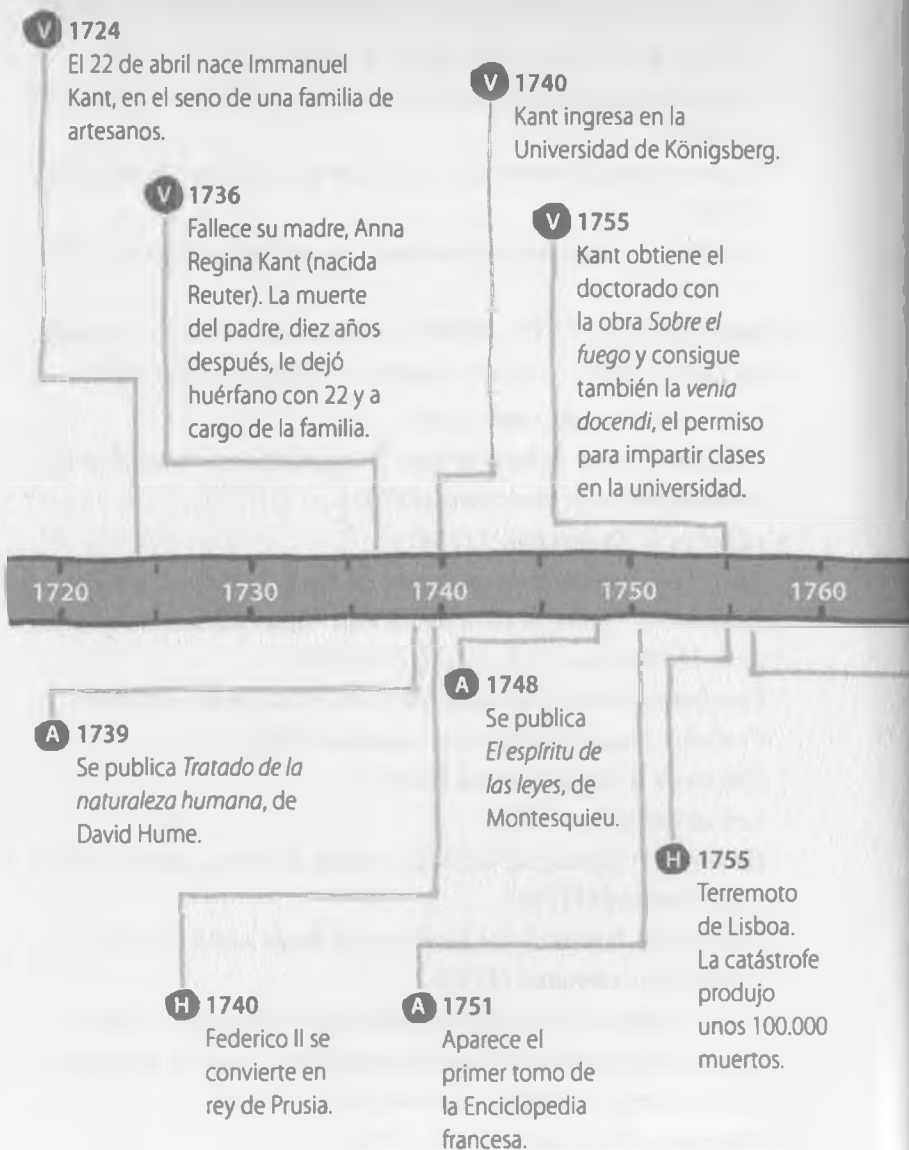 V 1724
El 22 de abril nace Immanuel
Kant, en el seno de una familia de
artesanos.
V 1736
Fallece su madre, Anna
Regina Kant (nacida
Reuter). La muerte
del padre, diez años
después, le dejó
huérfano con 22 y a
cargo de la familia.
V 1740
Kant ingresa en la
Universidad de Königsberg.
V 1755
Kant obtiene el
doctorado con
la obra Sobre el
fuego y consigue
también la venia
docendi, el permiso
para impartir clases
en la universidad.
1720 1730 1740 1750 1760
A 1739
Se publica Tratado de la
naturaleza humana, de
David Hume.
H 1740
Federico II se
convierte en
rey de Prusia.
A 1748
Se publica
El espíritu de
las leyes, de
Montesquieu.
A 1751
Aparece el
primer tomo de
la Enciclopedia
francesa.
H 1755
Terremoto
de Lisboa.
La catástrofe
produjo
unos 100.000
muertos.